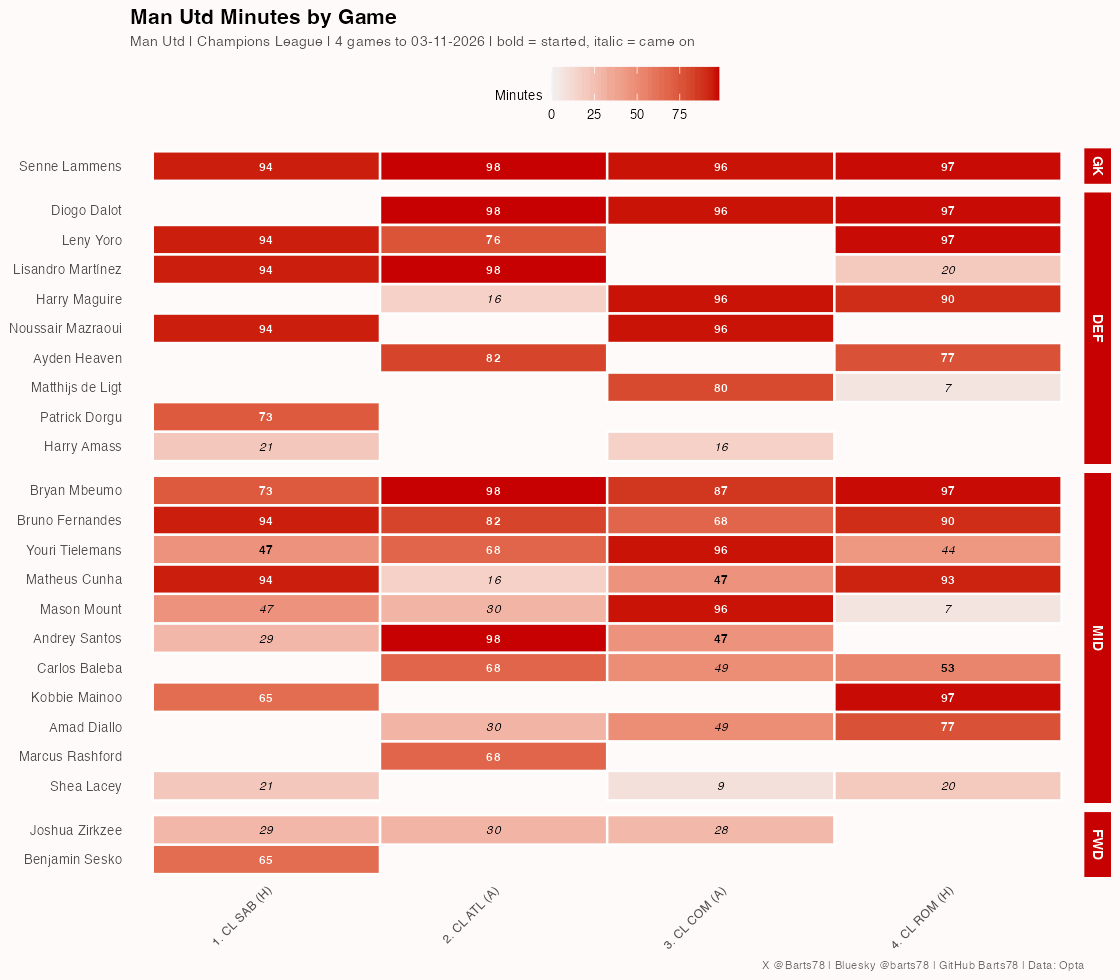 Man Utd Minutes by Game
Man Utd | Champions League | 4 games to 03-11-2026 | bold = started, italic = came on
Minutes
0 25 50 75
Senne Lammens 94 98 96 97
GK
Diogo Dalot 98 96 97
Leny Yoro 94 76 97
Lisandro Martínez 94 98 20
Harry Maguire 16 96 90
Noussair Mazraoui 94 96
Ayden Heaven 82 77
Matthijs de Ligt 80 7
Patrick Dorgu 73
Harry Amass 21 16
DEF
Bryan Mbeumo 73 98 87 97
Bruno Fernandes 94 82 68 90
Youri Tielemans 47 68 96 44
Matheus Cunha 94 16 47 93
Mason Mount 47 30 96 7
Andrey Santos 29 98 47
Carlos Baleba 68 49 53
Kobbie Mainoo 65 97
Amad Diallo 30 49 77
Marcus Rashford 68
Shea Lacey 21 9 20
MID
Joshua Zirkzee 29 30 28
Benjamin Sesko 65
FWD
1. CL SAB (H)
2. CL ATL (A)
3. CL COM (A)
4. CL ROM (H)
X @Barts78 | Bluesky @barts78 | GitHub Barts78 | Data: Opta